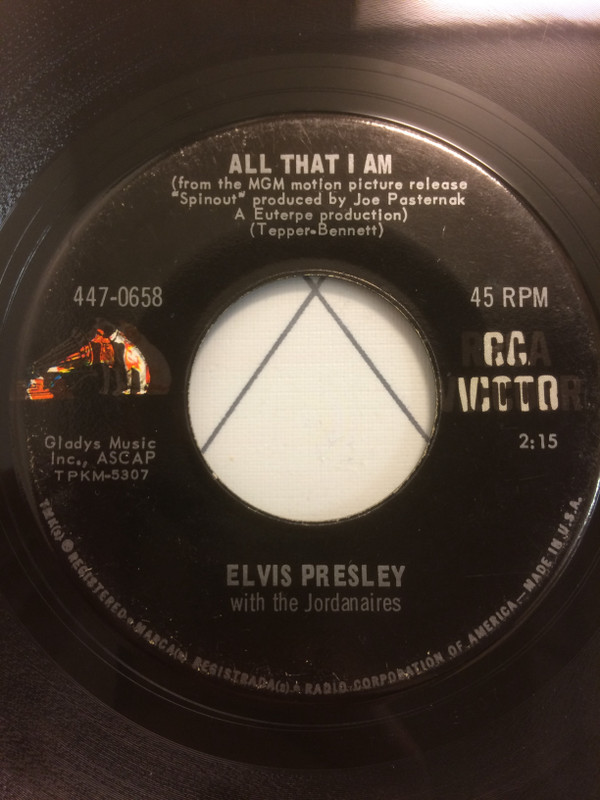 ALL THAT I AM
(from the MGM motion picture release
"Spinout" produced by Joe Pasternak
A Euterpe production)
(Tepper-Bennett)
447-0658
45 RPM
RCA
VICTOR
Gladys Music
Inc., ASCAP
TPKM-5307
2:15
ELVIS PRESLEY
with the Jordanaires
TMK(s) ® REGISTERED • MARCA(s) REGISTRADA(s) • RADIO CORPORATION OF AMERICA — MADE IN U.S.A.